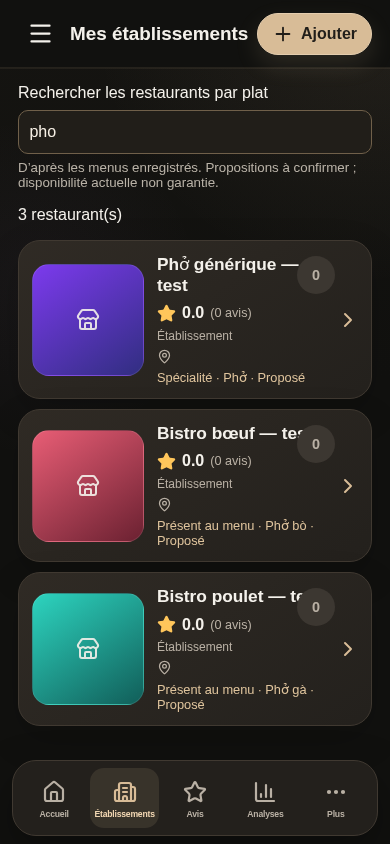 Mes établissements
Ajouter
Rechercher les restaurants par plat
pho
D'après les menus enregistrés. Propositions à confirmer ;
disponibilité actuelle non garantie.
3 restaurant(s)
Phở générique —
test
0
0.0 (0 avis)
Établissement
Spécialité · Phở · Proposé
Bistro bœuf — tes
0
0.0 (0 avis)
Établissement
Présent au menu · Phở bò ·
Proposé
Bistro poulet — te
0
0.0 (0 avis)
Établissement
Présent au menu · Phở gà ·
Proposé
Accueil
Établissements
Avis
Analyses
Plus